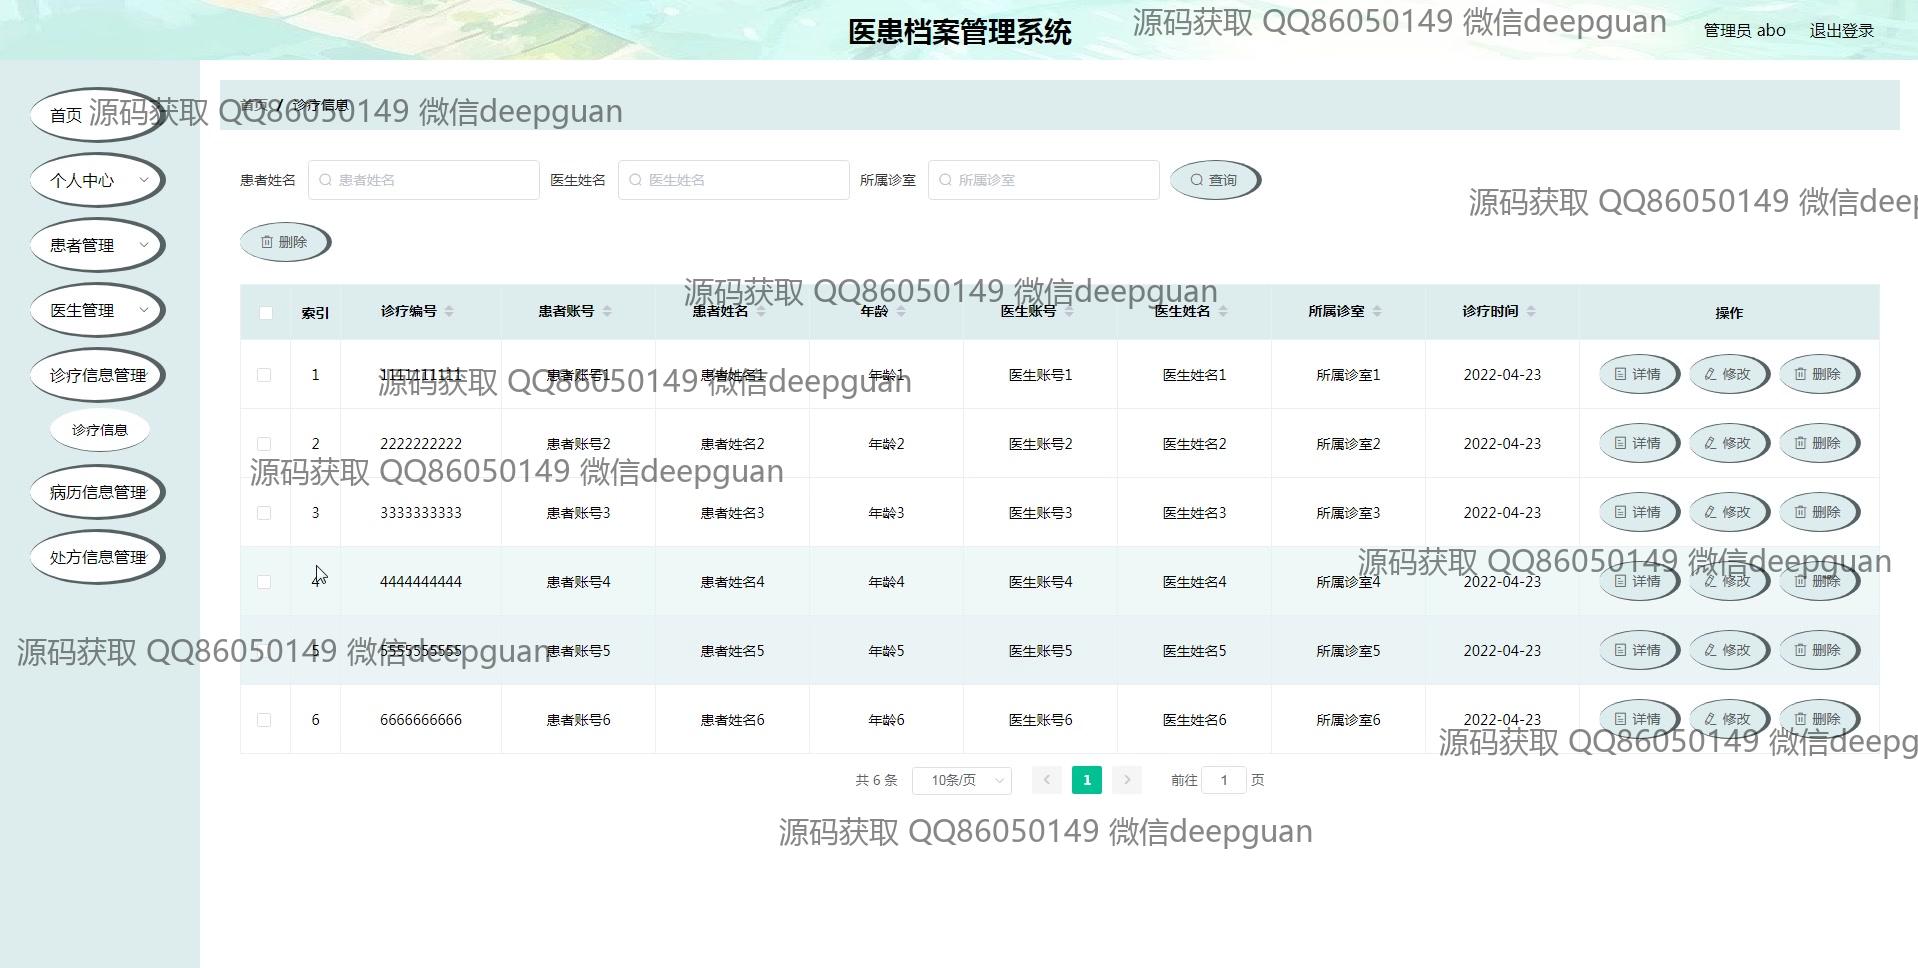 医患档案管理系统
源码获取 QQ86050149 微信deepguan
管理员 abo 退出登录
首页
源码获取 QQ86050149 微信deepguan
首页 / 诊疗信息
个人中心
患者管理
医生管理
诊疗信息管理
诊疗信息
病历信息管理
处方信息管理
患者姓名 患者姓名 医生姓名 医生姓名 所属诊室 所属诊室 查询
源码获取 QQ86050149 微信deep
删除
源码获取 QQ86050149 微信deepguan
索引 诊疗编号 患者账号 患者姓名 年龄 医生账号 医生姓名 所属诊室 诊疗时间 操作
1 1111111111 患者账号1 患者姓名1 年龄1 医生账号1 医生姓名1 所属诊室1 2022-04-23 详情 修改 删除
源码获取 QQ86050149 微信deepguan
2 2222222222 患者账号2 患者姓名2 年龄2 医生账号2 医生姓名2 所属诊室2 2022-04-23 详情 修改 删除
源码获取 QQ86050149 微信deepguan
3 3333333333 患者账号3 患者姓名3 年龄3 医生账号3 医生姓名3 所属诊室3 2022-04-23 详情 修改 删除
源码获取 QQ86050149 微信deepguan
4 4444444444 患者账号4 患者姓名4 年龄4 医生账号4 医生姓名4 所属诊室4 2022-04-23 详情 修改 删除
5 5555555555 患者账号5 患者姓名5 年龄5 医生账号5 医生姓名5 所属诊室5 2022-04-23 详情 修改 删除
源码获取 QQ86050149 微信deepguan
6 6666666666 患者账号6 患者姓名6 年龄6 医生账号6 医生姓名6 所属诊室6 2022-04-23 详情 修改 删除
源码获取 QQ86050149 微信deepg
共 6 条 10条/页 1 前往 1 页
源码获取 QQ86050149 微信deepguan